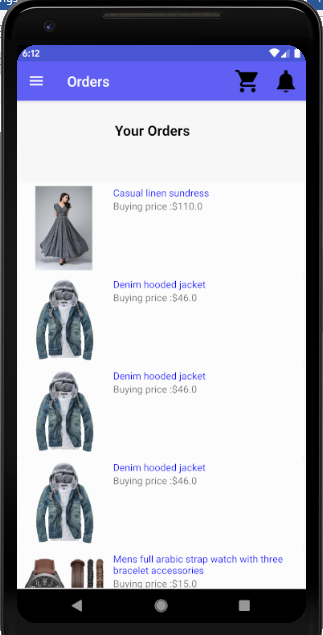 ngs
6:12
Orders
Your Orders
Casual linen sundress
Buying price :$110.0
Denim hooded jacket
Buying price :$46.0
Denim hooded jacket
Buying price :$46.0
Denim hooded jacket
Buying price :$46.0
Mens full arabic strap watch with three
bracelet accessories
Buying price :$15.0